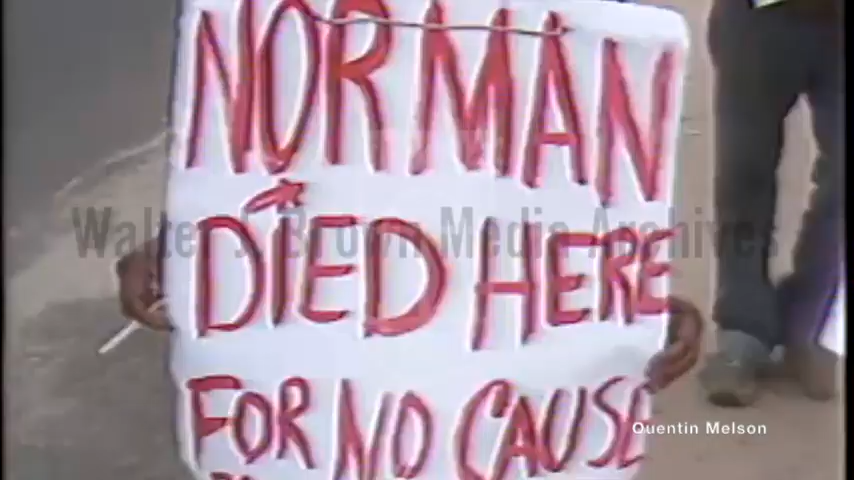 NORMAN
DIED HERE
FOR NO CAUSE
Walter J. Brown Media Archives
Quentin Melson